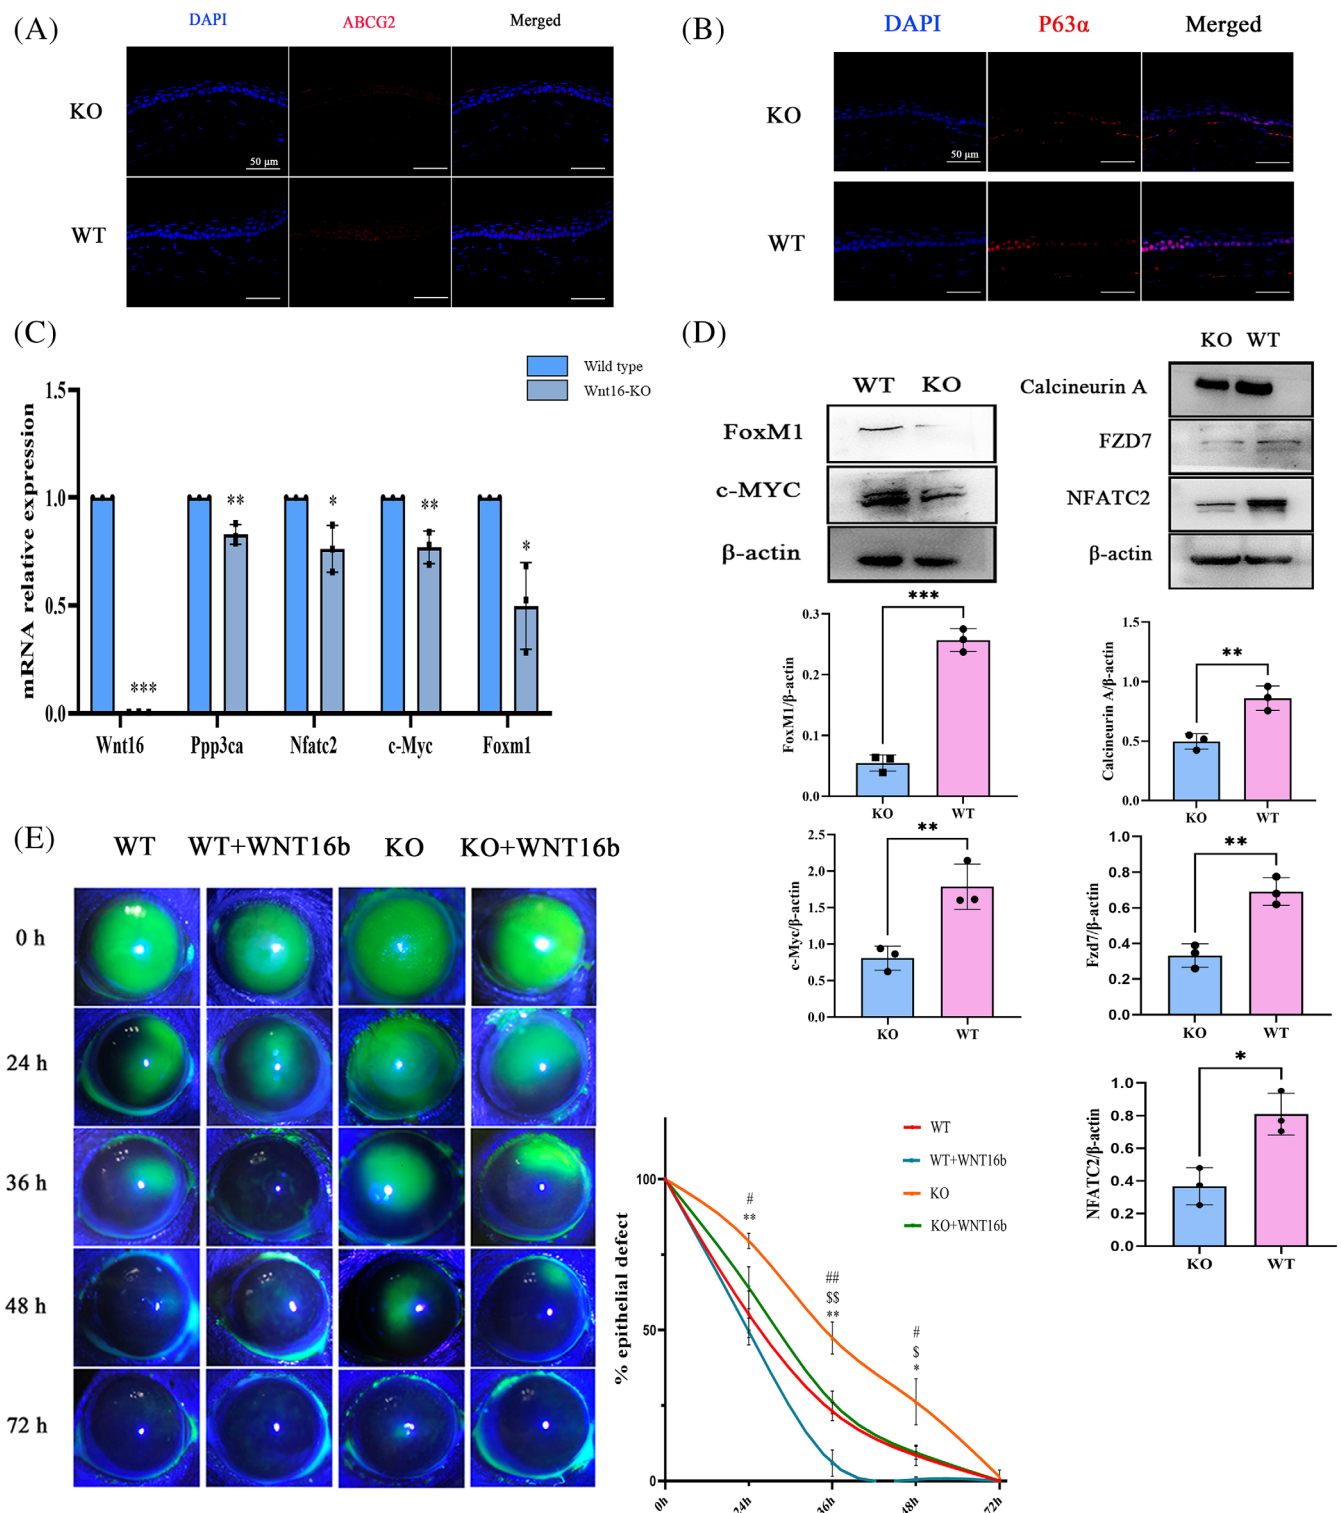 (A)
DAPI
ABCG2
Merged
KO
50 μm
WT
(B)
DAPI
P63α
Merged
KO
50 μm
WT
(C)
Wild type
Wnt16-KO
mRNA relative expression
1.5
1.0
0.5
0.0
***
**
*
**
*
Wnt16
Ppp3ca
Nfatc2
c-Myc
Foxm1
(D)
WT KO
FoxM1
c-MYC
β-actin
KO WT
Calcineurin A
FZD7
NFATC2
β-actin
***
FoxM1/β-actin
0.3
0.2
0.1
0.0
KO
WT
**
Calcineurin A/β-actin
1.5
1.0
0.5
0.0
KO
WT
**
c-Myc/β-actin
2.5
2.0
1.5
1.0
0.5
0.0
KO
WT
**
Fzd7/β-actin
0.8
0.6
0.4
0.2
0.0
KO
WT
*
NFATC2/β-actin
1.0
0.8
0.6
0.4
0.2
0.0
KO
WT
(E)
WT WT+WNT16b KO KO+WNT16b
0 h
24 h
36 h
48 h
72 h
% epithelial defect
100
50
0
WT
WT+WNT16b
KO
KO+WNT16b
#
**
##
$$
**
#
$
*
0h
24h
36h
48h
72h